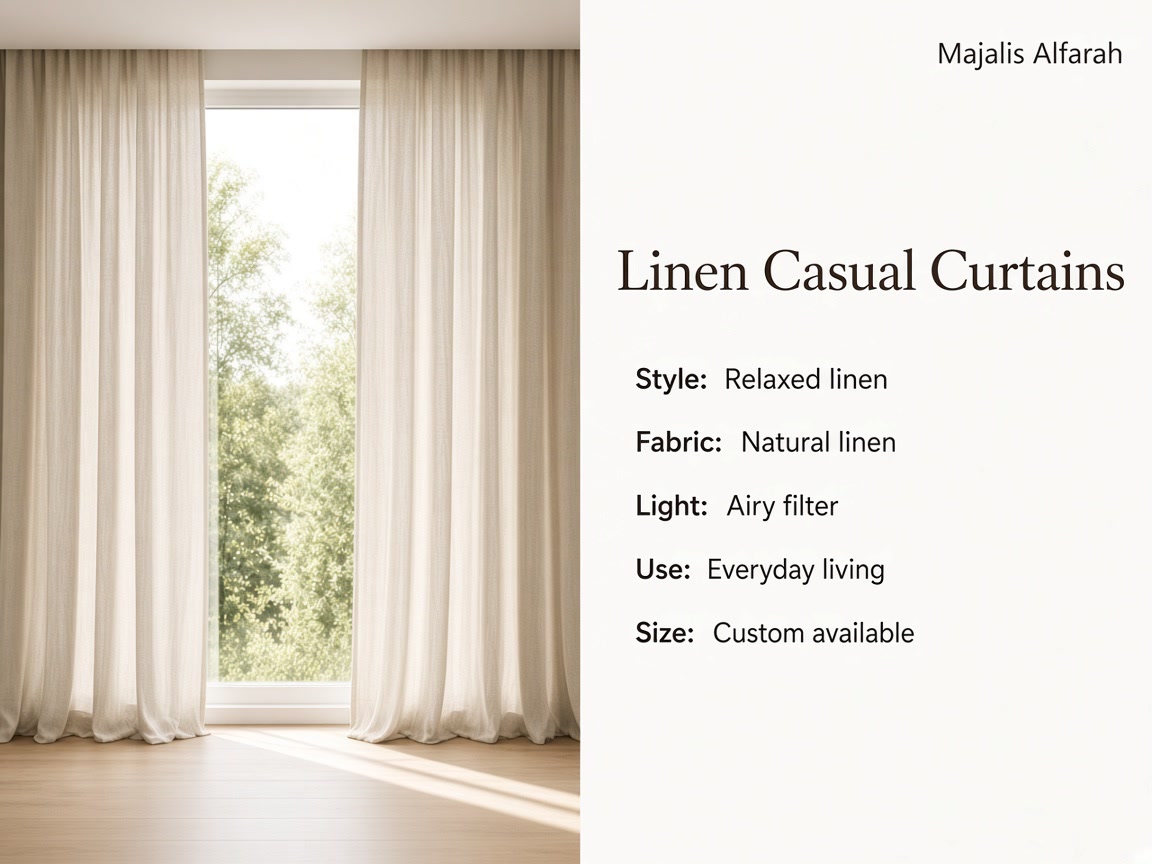 Majalis Alfarah
Linen Casual Curtains
Style: Relaxed linen
Fabric: Natural linen
Light: Airy filter
Use: Everyday living
Size: Custom available